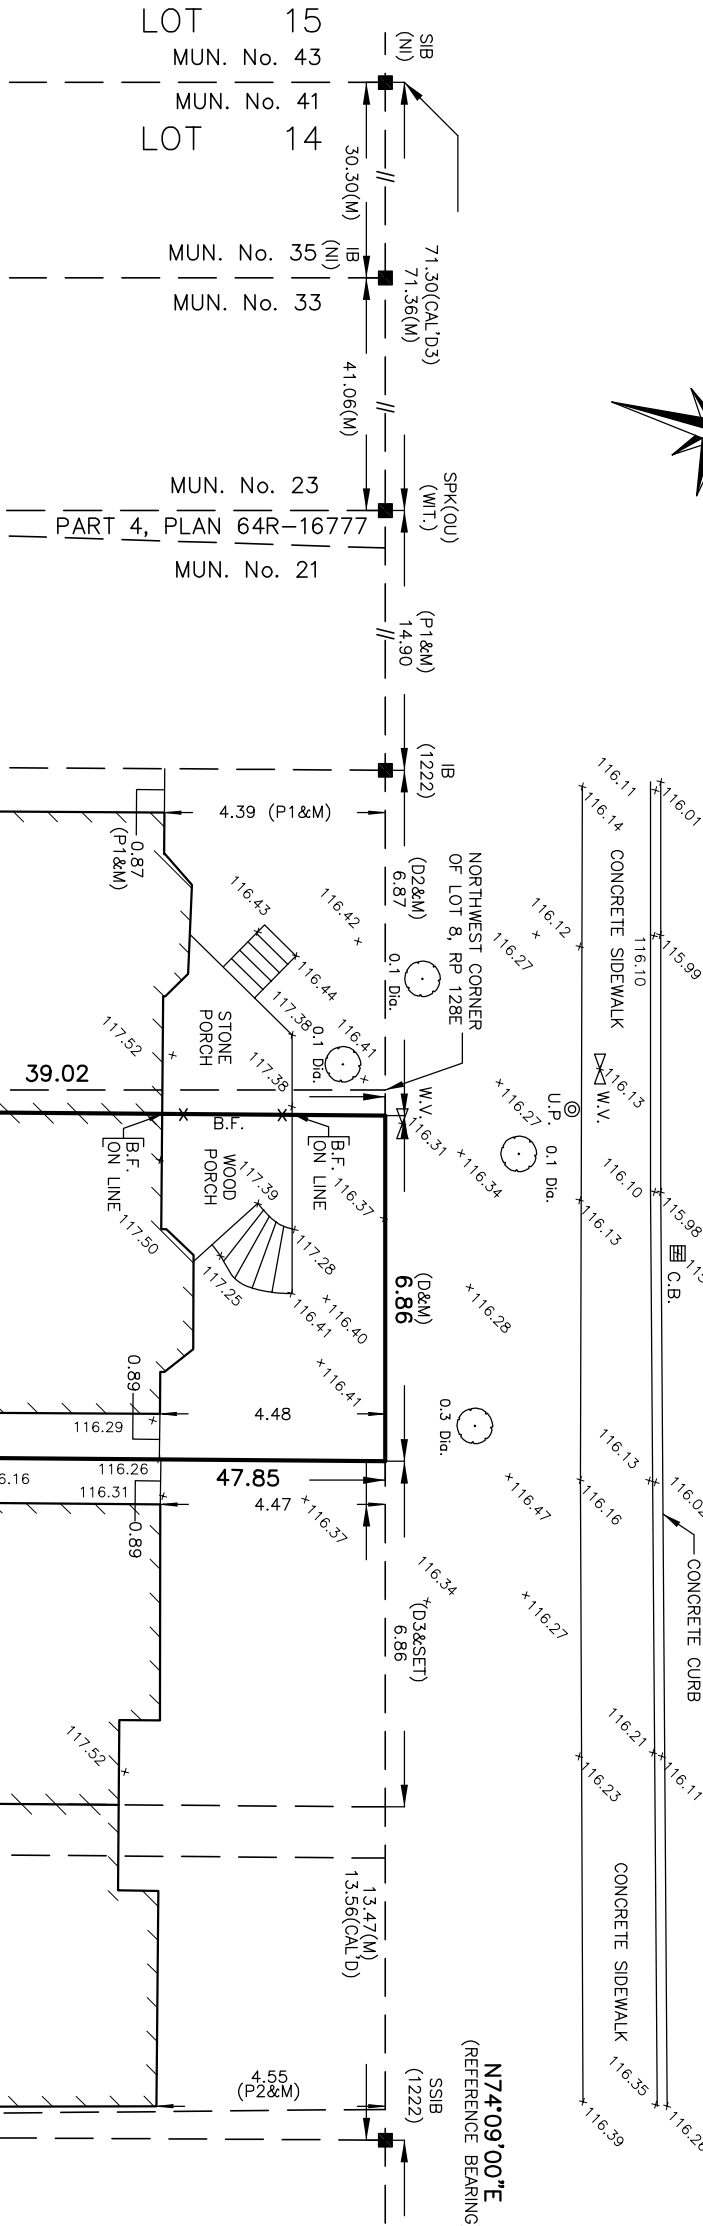 LOT 15
MUN. No. 43
MUN. No. 41
LOT 14
SIB
(NI)
30.30(M)
MUN. No. 35
IB
(NI)
MUN. No. 33
71.30(CAL'D3)
71.36(M)
41.06(M)
MUN. No. 23
PART 4, PLAN 64R-16777
MUN. No. 21
SPK(OU)
(WIT.)
(P1&M)
14.90
IB
(1222)
4.39 (P1&M)
0.87
(P1&M)
(D2&M)
6.87
NORTHWEST CORNER
OF LOT 8, RP 128E
116.11
116.14
116.01
CONCRETE SIDEWALK
116.43
116.42
116.44
0.1 Dia.
116.27
116.12
116.10
115.99
STONE
PORCH
117.52
117.38
0.1 Dia.
116.41
117.38
39.02
W.V.
116.31
116.27
U.P.
W.V.
116.13
B.F.
B.F.
ON LINE
B.F.
ON LINE
WOOD
PORCH
117.39
116.37
116.34
0.1 Dia.
116.13
116.10
115.98
C.B.
117.50
117.25
117.28
116.41
116.40
116.41
(D&M)
6.86
116.28
0.89
4.48
0.3 Dia.
116.29
116.26
116.31
47.85
4.47
0.89
116.37
116.47
116.16
116.13
CONCRETE CURB
116.34
(D3&SET)
6.86
116.27
117.52
116.21
116.23
116.11
13.47(M)
13.56(CAL'D)
CONCRETE SIDEWALK
4.55
(P2&M)
SSIB
(1222)
N74°09'00"E
(REFERENCE BEARING
116.35
116.39